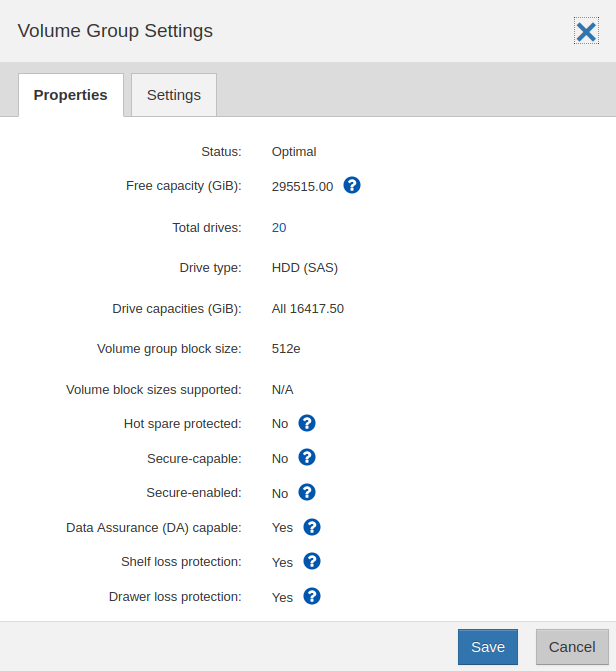 Volume Group Settings
Properties Settings
Status: Optimal
Free capacity (GiB): 295515.00 ?
Total drives: 20
Drive type: HDD (SAS)
Drive capacities (GiB): All 16417.50
Volume group block size: 512e
Volume block sizes supported: N/A
Hot spare protected: No ?
Secure-capable: No ?
Secure-enabled: No ?
Data Assurance (DA) capable: Yes ?
Shelf loss protection: Yes ?
Drawer loss protection: Yes ?
Save Cancel